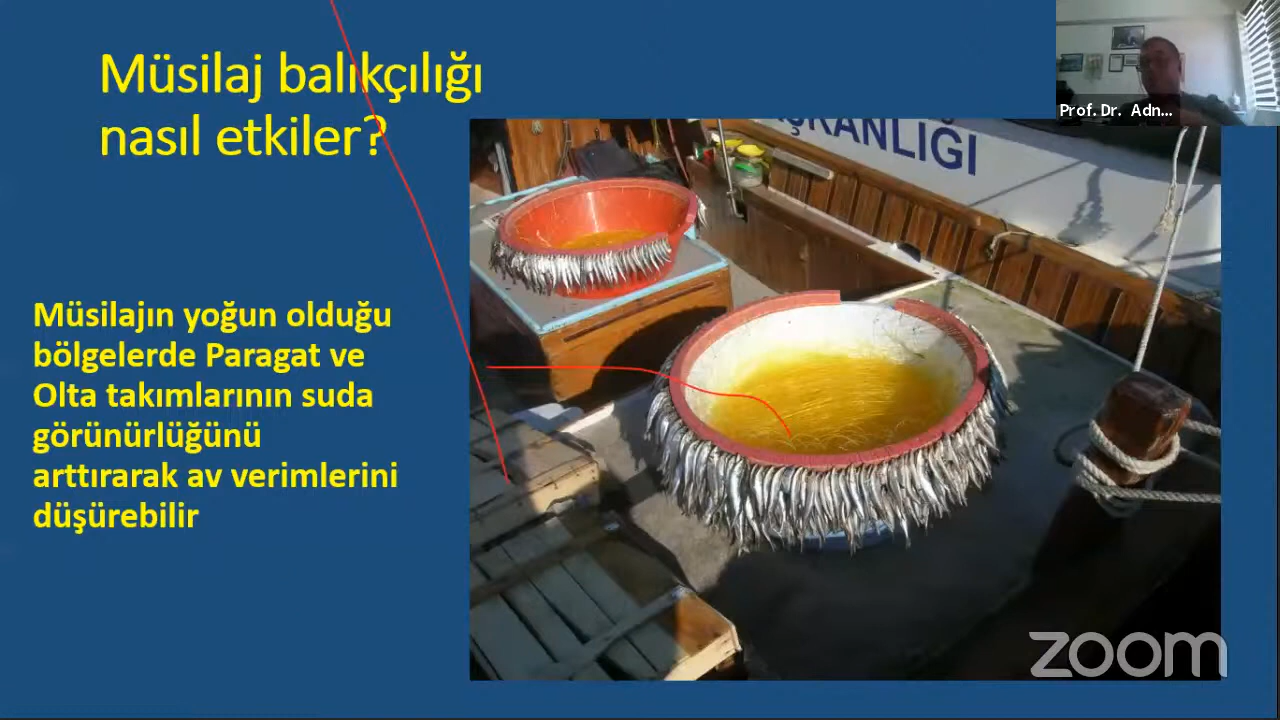 Müsilaj balıkçılığı
nasıl etkiler?
Prof. Dr. Adn...
Müsilajın yoğun olduğu
bölgelerde Paragat ve
Olta takımlarının suda
görünürlüğünü
arttırarak av verimlerini
düşürebilir
zoom